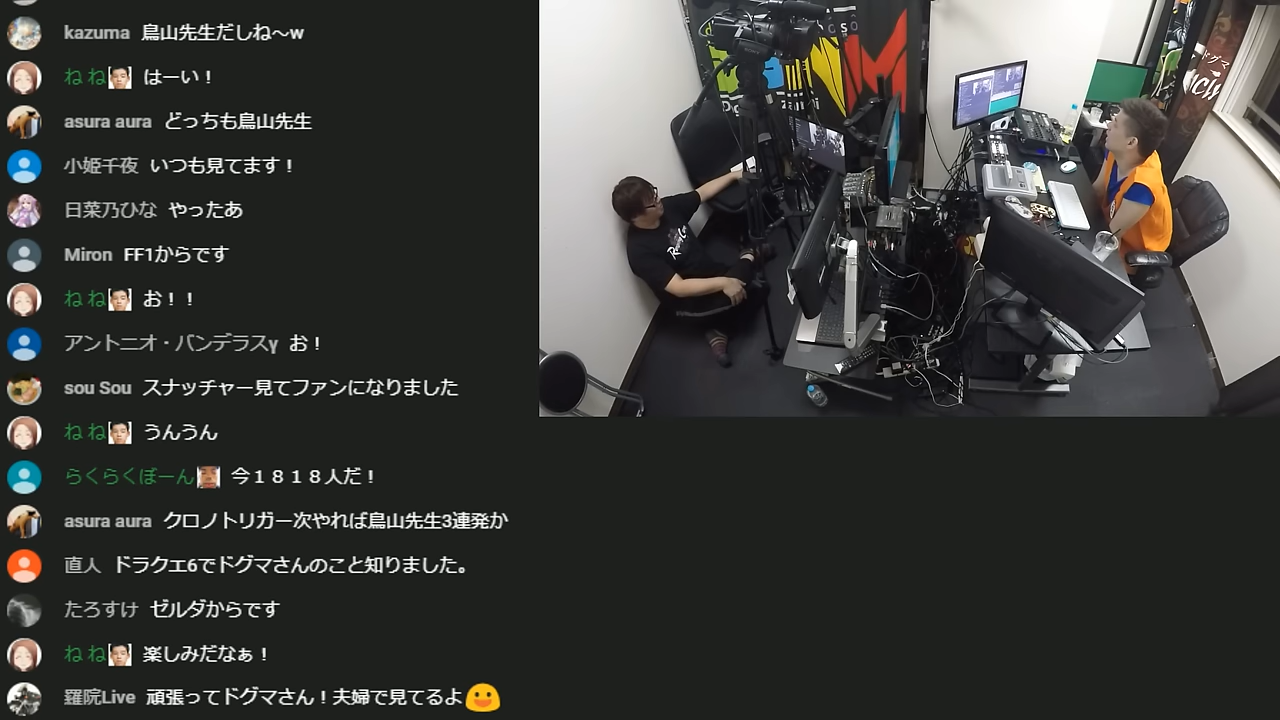 kazuma 鳥山先生だしね～w
ね ね はーい！
asura aura どっちも鳥山先生
小姫千夜 いつも見てます！
日菜乃ひな やったあ
Miron FF1からです
ね ね お！！
アントニオ・バンデラスγ お！
sou Sou スナッチャー見てファンになりました
ね ね うんうん
らくらくぼーん 今１８１８人だ！
asura aura クロノトリガー次やれば鳥山先生3連発か
直人 ドラクエ6でドグマさんのこと知りました。
たろすけ ゼルダからです
ね ね 楽しみだなぁ！
羅院Live 頑張ってドグマさん！夫婦で見てるよ
ドグマ